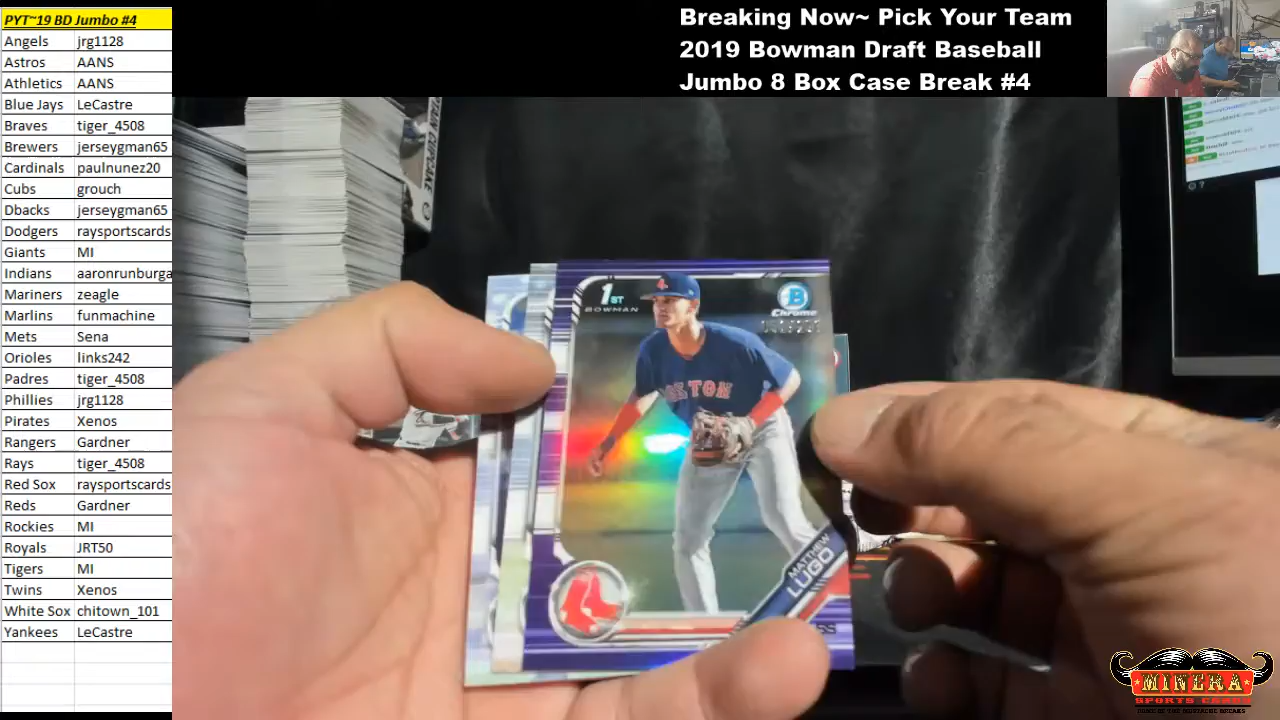 PYT~19 BD Jumbo #4
Angels jrg1128
Astros AANS
Athletics AANS
Blue Jays LeCastre
Braves tiger_4508
Brewers jerseygman65
Cardinals paulnunez20
Cubs grouch
Dbacks jerseygman65
Dodgers raysportscards
Giants MI
Indians aaronrunburga
Mariners zeagle
Marlins funmachine
Mets Sena
Orioles links242
Padres tiger_4508
Phillies jrg1128
Pirates Xenos
Rangers Gardner
Rays tiger_4508
Red Sox raysportscards
Reds Gardner
Rockies MI
Royals JRT50
Tigers MI
Twins Xenos
White Sox chitown_101
Yankees LeCastre
Breaking Now~ Pick Your Team
2019 Bowman Draft Baseball
Jumbo 8 Box Case Break #4
1ST
BOWMAN
B
Chrome
MATTHEW
LUGO
SS
MINERA
SPORTS CARDS